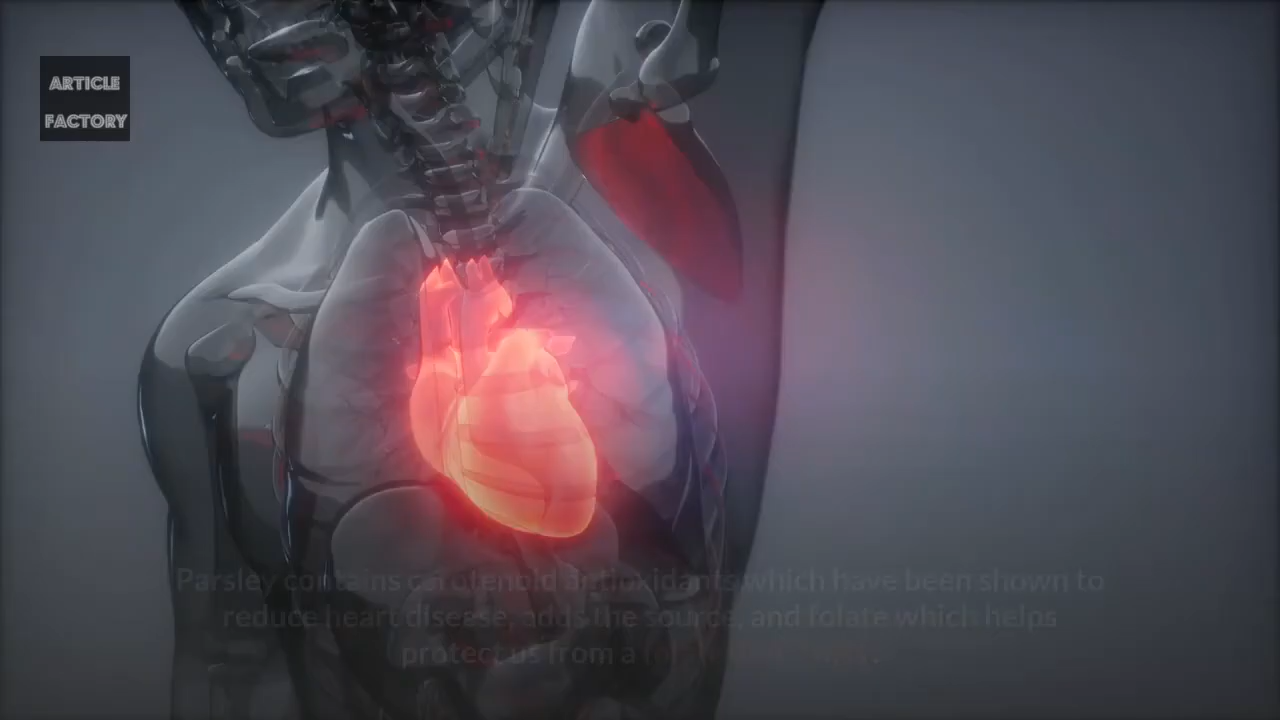 ARTICLE
FACTORY
Parsley contains carotenoid antioxidants which have been shown to
reduce heart disease, adds the source, and folate which helps
protect us from a